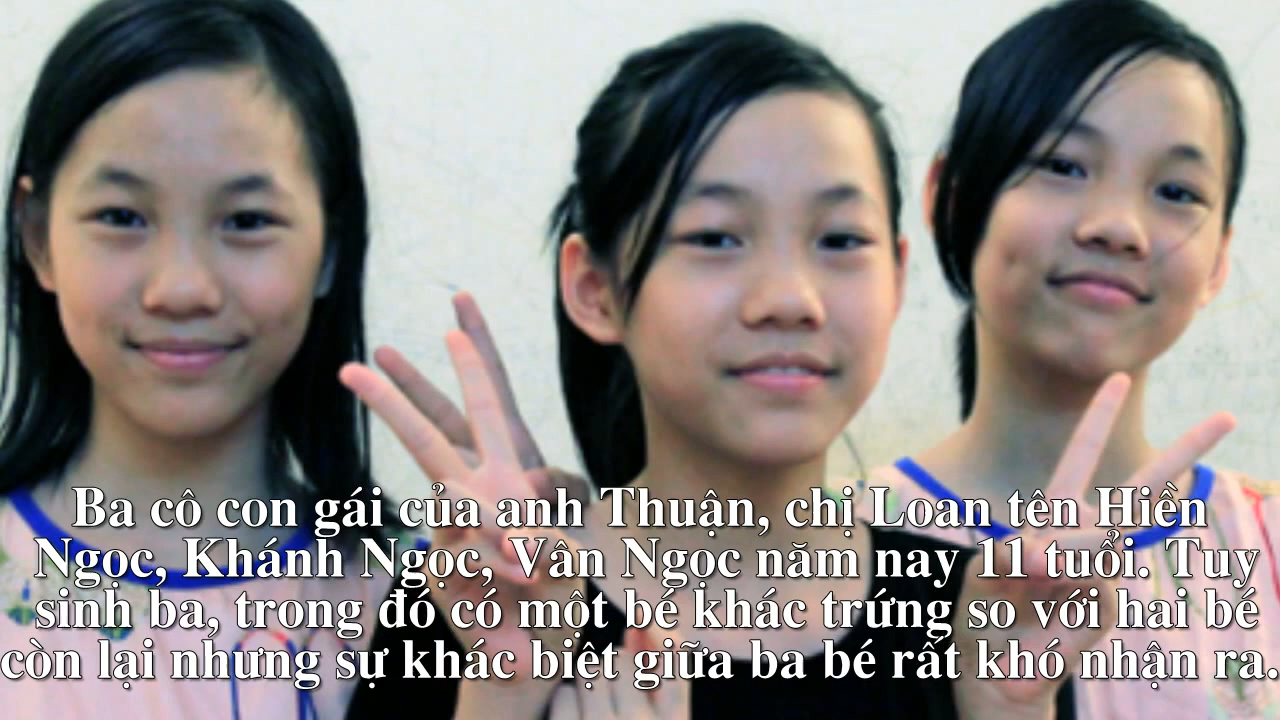 Ba cô con gái của anh Thuận, chị Loan tên Hiền
Ngọc, Khánh Ngọc, Vân Ngọc năm nay 11 tuổi. Tuy
sinh ba, trong đó có một bé khác trứng so với hai bé
còn lại nhưng sự khác biệt giữa ba bé rất khó nhận ra.